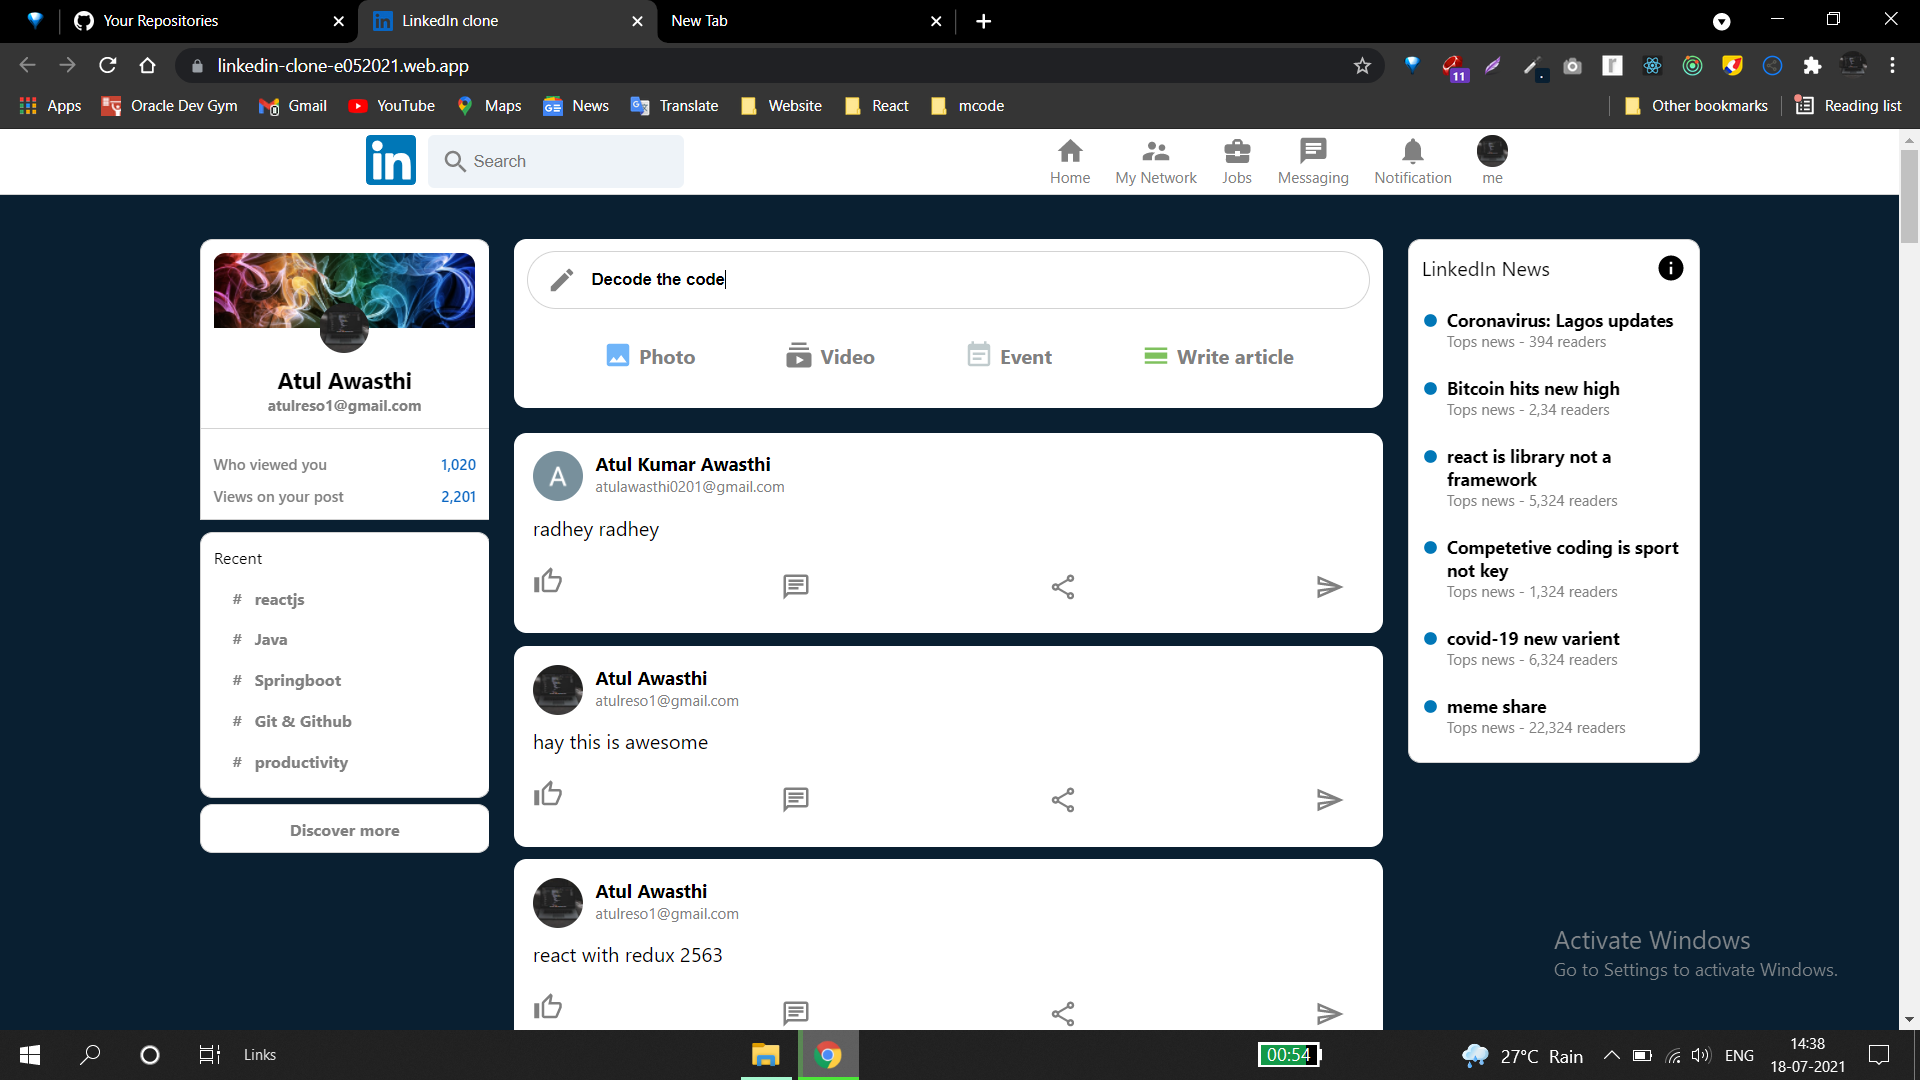 Your Repositories
LinkedIn clone
New Tab
linkedin-clone-e052021.web.app
11
Apps
Oracle Dev Gym
Gmail
YouTube
Maps
News
Translate
Website
React
mcode
Other bookmarks
Reading list
in
Search
Home
My Network
Jobs
Messaging
Notification
me
Atul Awasthi
atulreso1@gmail.com
Who viewed you
1,020
Views on your post
2,201
Recent
# reactjs
# Java
# Springboot
# Git & Github
# productivity
Discover more
Decode the code
Photo
Video
Event
Write article
A
Atul Kumar Awasthi
atulawasthi0201@gmail.com
radhey radhey
Atul Awasthi
atulreso1@gmail.com
hay this is awesome
Atul Awasthi
atulreso1@gmail.com
react with redux 2563
LinkedIn News
Coronavirus: Lagos updates
Tops news - 394 readers
Bitcoin hits new high
Tops news - 2,34 readers
react is library not a
framework
Tops news - 5,324 readers
Competetive coding is sport
not key
Tops news - 1,324 readers
covid-19 new varient
Tops news - 6,324 readers
meme share
Tops news - 22,324 readers
Activate Windows
Go to Settings to activate Windows.
Links
00:54
27°C Rain
ENG
14:38
18-07-2021